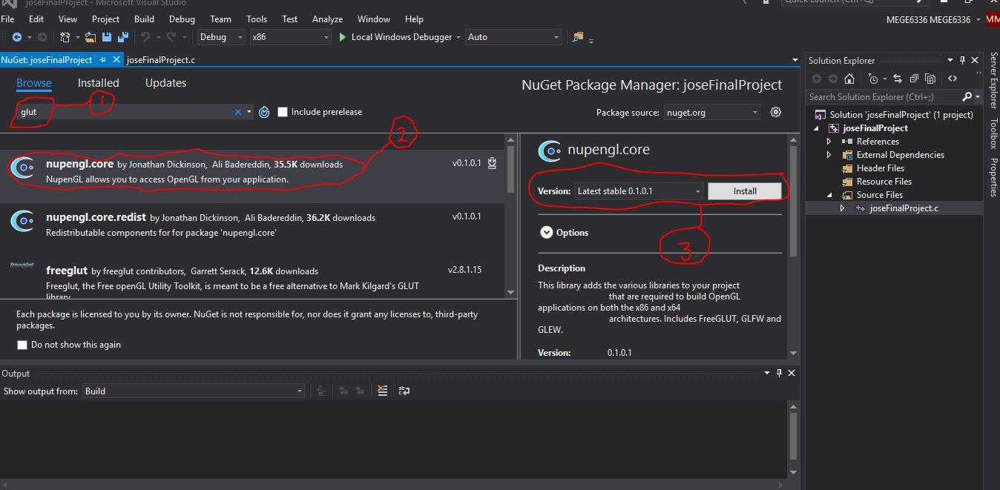 joseFinalProject - Microsoft Visual Studio
Quick Launch (Ctrl+Q)
File Edit View Project Build Debug Team Tools Test Analyze Window Help
MEGE6336 MEGE6336 MM
Debug x86 Local Windows Debugger Auto
NuGet: joseFinalProject joseFinalProject.c
Browse Installed Updates
NuGet Package Manager: joseFinalProject
1.
glut
Include prerelease
Package source: nuget.org
2.
nupengl.core by Jonathan Dickinson, Ali Badereddin, 35.5K downloads
v0.1.0.1
NupenGL allows you to access OpenGL from your application.
nupengl.core.redist by Jonathan Dickinson, Ali Badereddin, 36.2K downloads
v0.1.0.1
Redistributable components for for package 'nupengl.core'
freeglut
freeglut by freeglut contributors, Garrett Serack, 12.6K downloads
v2.8.1.15
Freeglut, the Free openGL Utility Toolkit, is meant to be a free alternative to Mark Kilgard's GLUT
library
Each package is licensed to you by its owner. NuGet is not responsible for, nor does it grant any licenses to, third-party
packages.
Do not show this again
nupengl.core
Version: Latest stable 0.1.0.1 Install
3.
Options
Description
This library adds the various libraries to your project
that are required to build OpenGL
applications on both the x86 and x64
architectures. Includes FreeGLUT, GLFW and
GLEW.
Version: 0.1.0.1
Output
Show output from: Build
Solution Explorer
Search Solution Explorer (Ctrl+;)
Solution 'joseFinalProject' (1 project)
joseFinalProject
References
External Dependencies
Header Files
Resource Files
Source Files
joseFinalProject.c
Server Explorer
Toolbox
Properties